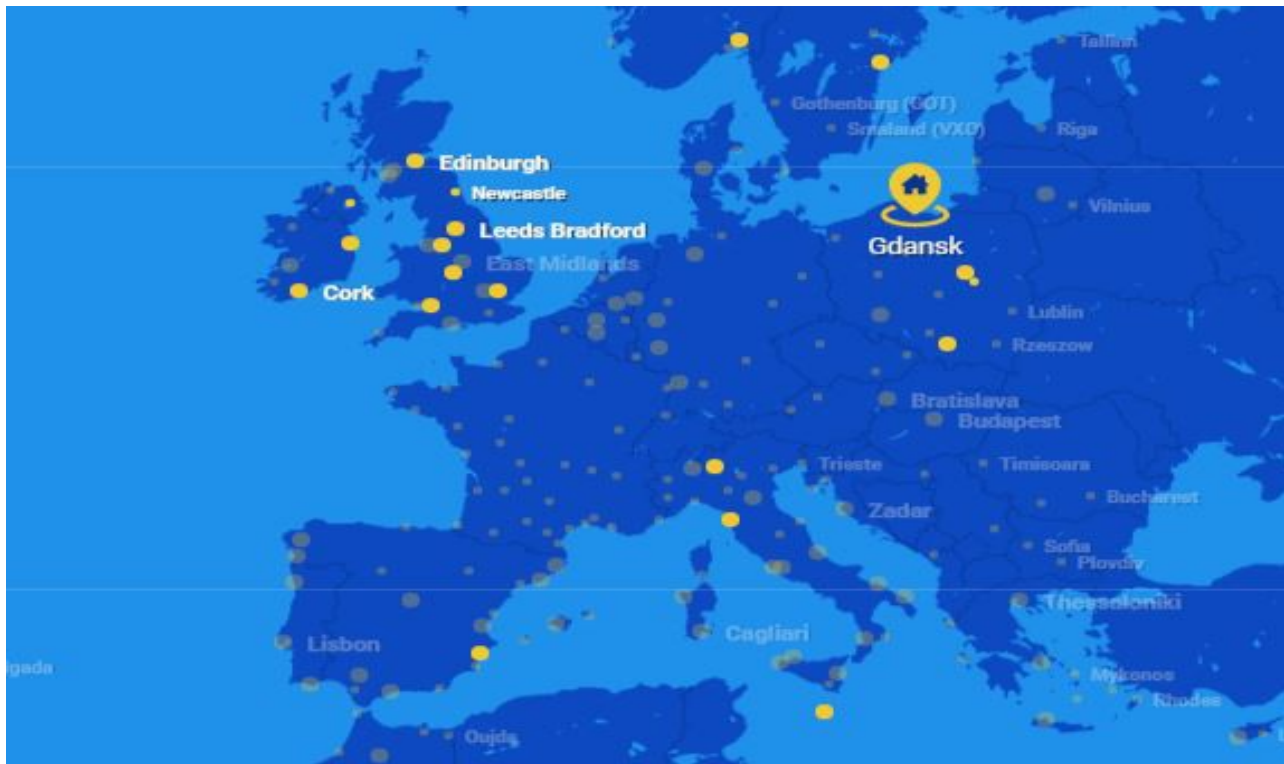 Tallinn
Gothenburg (GOT)
Smaland (VXO)
Riga
Edinburgh
Newcastle
Vilnius
Leeds Bradford
Gdansk
East Midlands
Cork
Lublin
Rzeszow
Bratislava
Budapest
Trieste
Timisoara
Bucharest
Zadar
Sofia
Plovdiv
Thessaloniki
Cagliari
Lisbon
lgada
Mykonos
Rhodes
Oujda